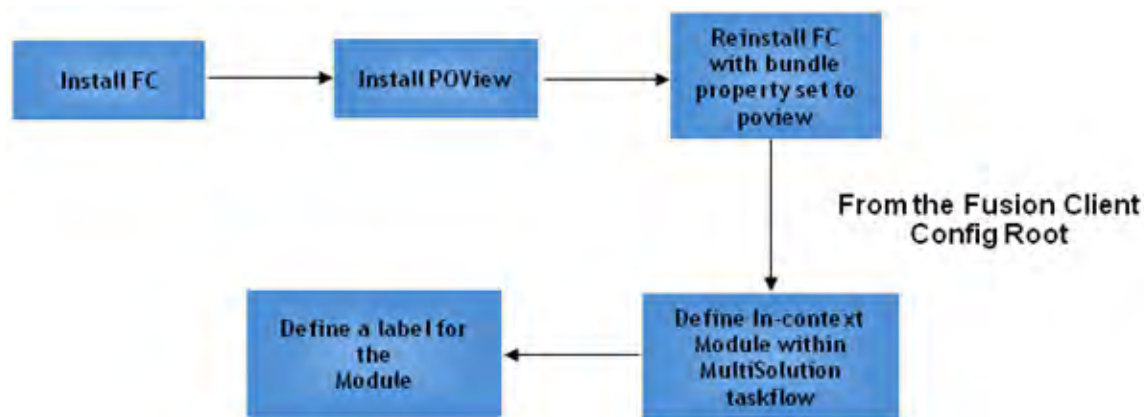 Install FC
Install POView
Reinstall FC
with bundle
property set to
poview
From the Fusion Client
Config Root
Define In-context
Module within
MultiSolution
taskflow
Define a label for
the
Module